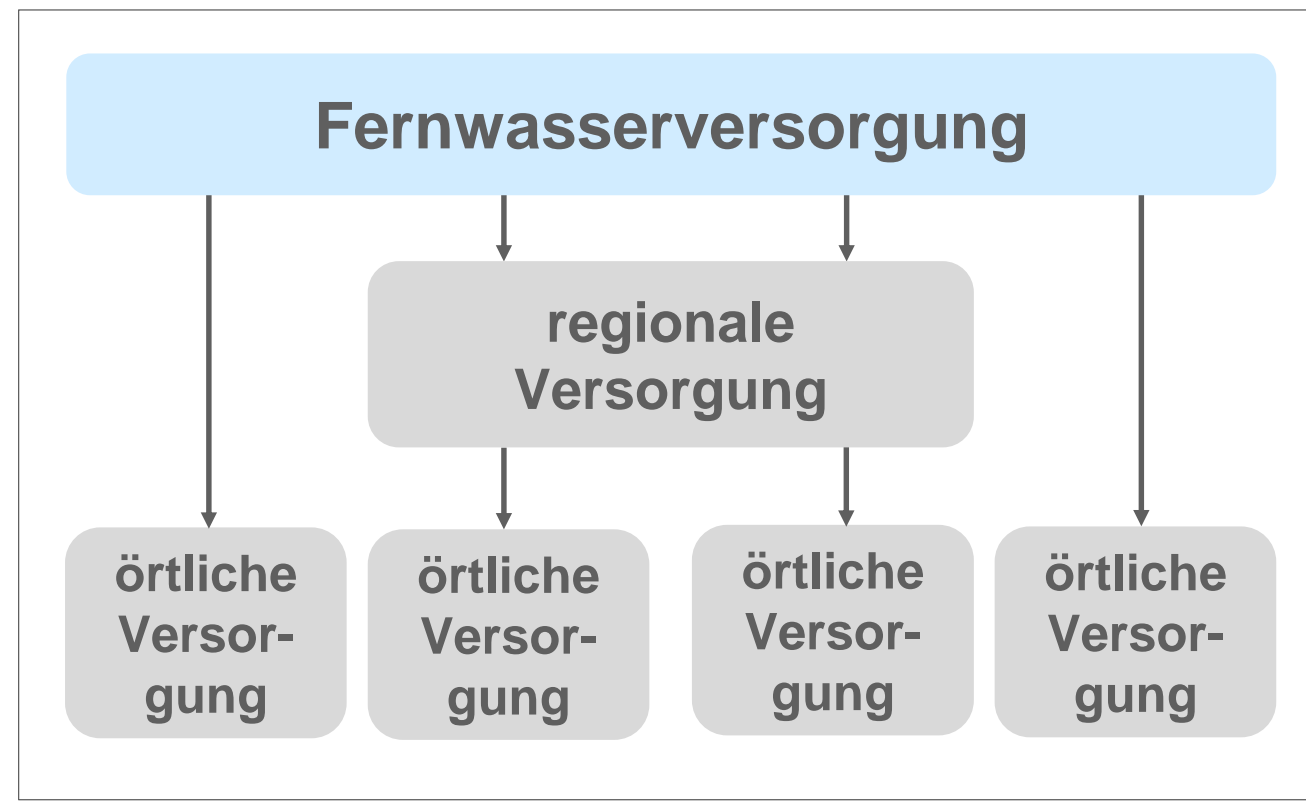 Fernwasserversorgung
regionale
Versorgung
örtliche
Versor-
gung
örtliche
Versor-
gung
örtliche
Versor-
gung
örtliche
Versor-
gung